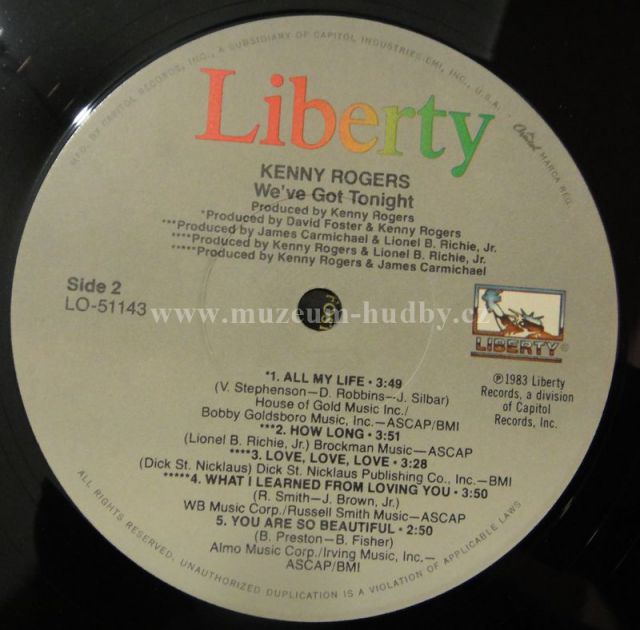 MFG. BY CAPITOL RECORDS, INC., A SUBSIDIARY OF CAPITOL INDUSTRIES-EMI, INC., U.S.A. • Capitol MARCA REG.
Liberty
KENNY ROGERS
We've Got Tonight
Produced by Kenny Rogers
*Produced by David Foster & Kenny Rogers
***Produced by James Carmichael & Lionel B. Richie, Jr.
****Produced by Kenny Rogers & Lionel B. Richie, Jr.
*****Produced by Kenny Rogers & James Carmichael
Side 2
LO-51143
www.muzeum-hudby.cz
LIBERTY®
*1. ALL MY LIFE • 3:49
(V. Stephenson—D. Robbins—J. Silbar)
House of Gold Music Inc./
Bobby Goldsboro Music, Inc.—ASCAP/BMI
***2. HOW LONG • 3:51
(Lionel B. Richie, Jr.) Brockman Music—ASCAP
****3. LOVE, LOVE, LOVE • 3:28
(Dick St. Nicklaus) Dick St. Nicklaus Publishing Co., Inc.—BMI
*****4. WHAT I LEARNED FROM LOVING YOU • 3:50
(R. Smith—J. Brown, Jr.)
WB Music Corp./Russell Smith Music—ASCAP
5. YOU ARE SO BEAUTIFUL • 2:50
(B. Preston—B. Fisher)
Almo Music Corp./Irving Music, Inc.—
ASCAP/BMI
℗1983 Liberty
Records, a division
of Capitol
Records, Inc.
ALL RIGHTS RESERVED. UNAUTHORIZED DUPLICATION IS A VIOLATION OF APPLICABLE LAWS